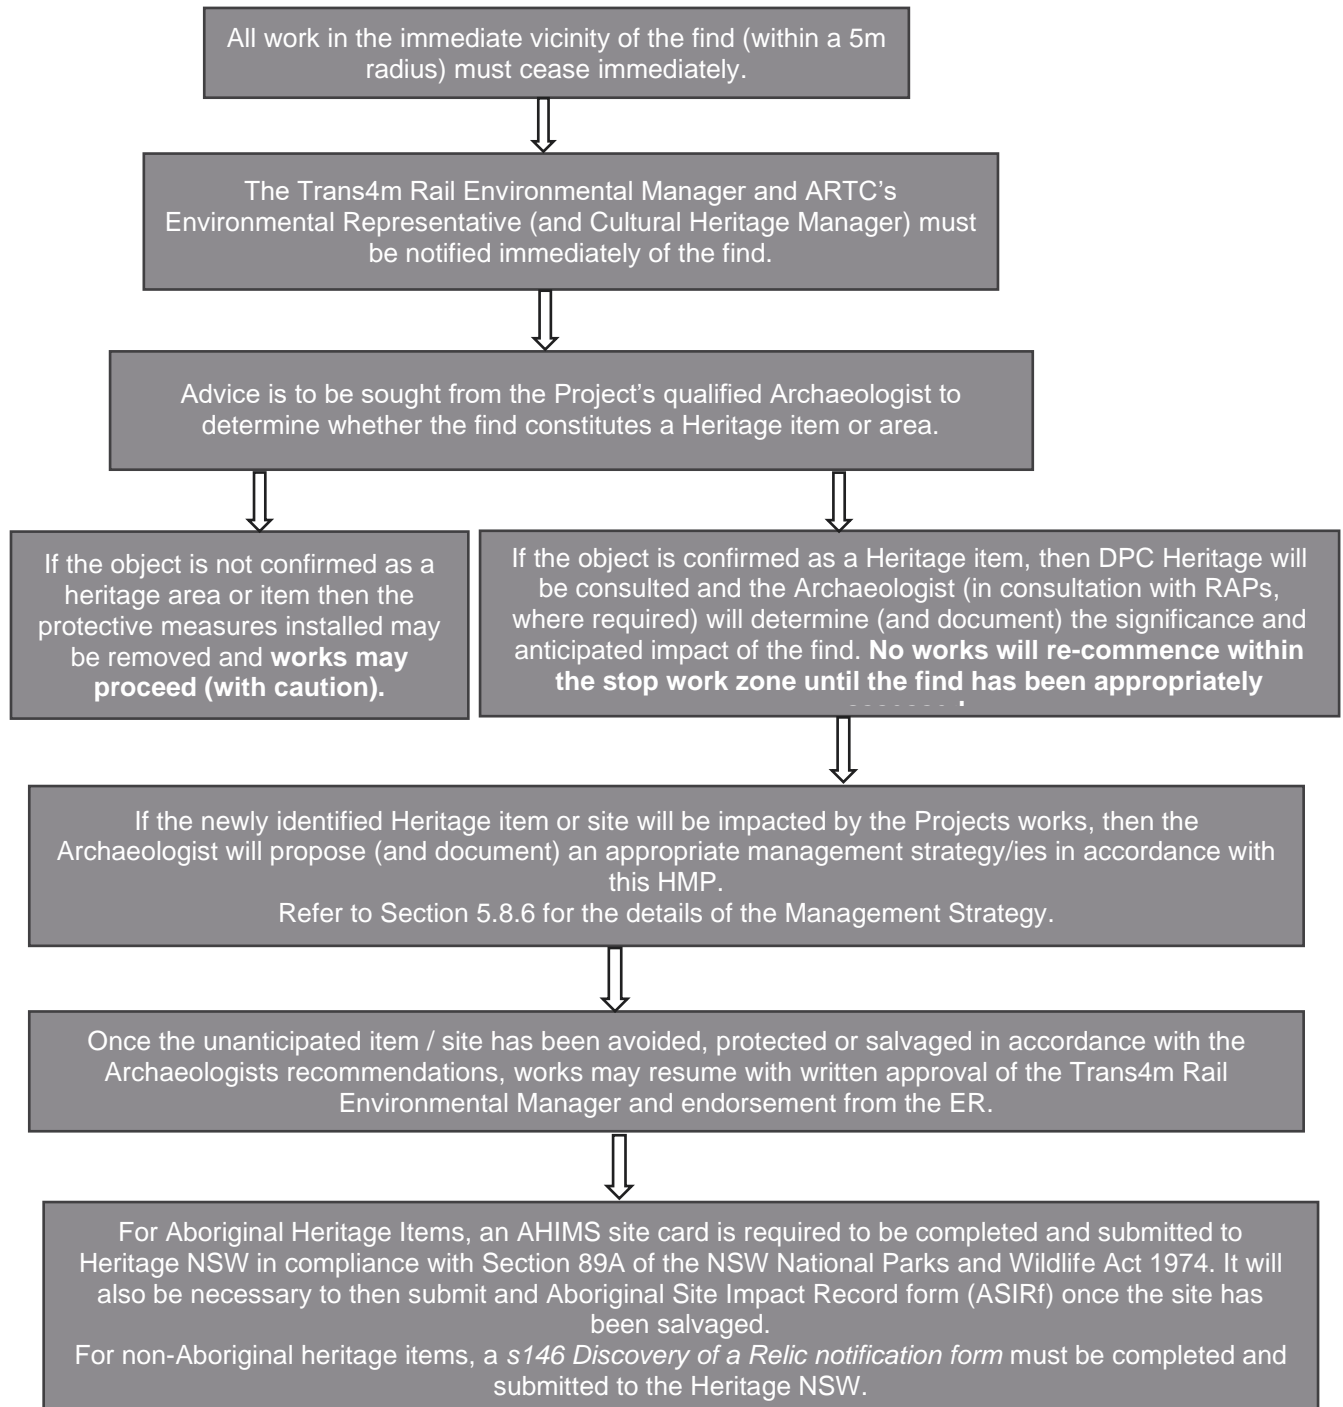 All work in the immediate vicinity of the find (within a 5m
radius) must cease immediately.
The Trans4m Rail Environmental Manager and ARTC's
Environmental Representative (and Cultural Heritage Manager) must
be notified immediately of the find.
Advice is to be sought from the Project's qualified Archaeologist to
determine whether the find constitutes a Heritage item or area.
If the object is not confirmed as a
heritage area or item then the
protective measures installed may
be removed and works may
proceed (with caution).
If the object is confirmed as a Heritage item, then DPC Heritage will
be consulted and the Archaeologist (in consultation with RAPs,
where required) will determine (and document) the significance and
anticipated impact of the find. No works will re-commence within
the stop work zone until the find has been appropriately
If the newly identified Heritage item or site will be impacted by the Projects works, then the
Archaeologist will propose (and document) an appropriate management strategy/ies in accordance with
this HMP.
Refer to Section 5.8.6 for the details of the Management Strategy.
Once the unanticipated item / site has been avoided, protected or salvaged in accordance with the
Archaeologists recommendations, works may resume with written approval of the Trans4m Rail
Environmental Manager and endorsement from the ER.
For Aboriginal Heritage Items, an AHIMS site card is required to be completed and submitted to
Heritage NSW in compliance with Section 89A of the NSW National Parks and Wildlife Act 1974. It will
also be necessary to then submit and Aboriginal Site Impact Record form (ASIRf) once the site has
been salvaged.
For non-Aboriginal heritage items, a s146 Discovery of a Relic notification form must be completed and
submitted to the Heritage NSW.